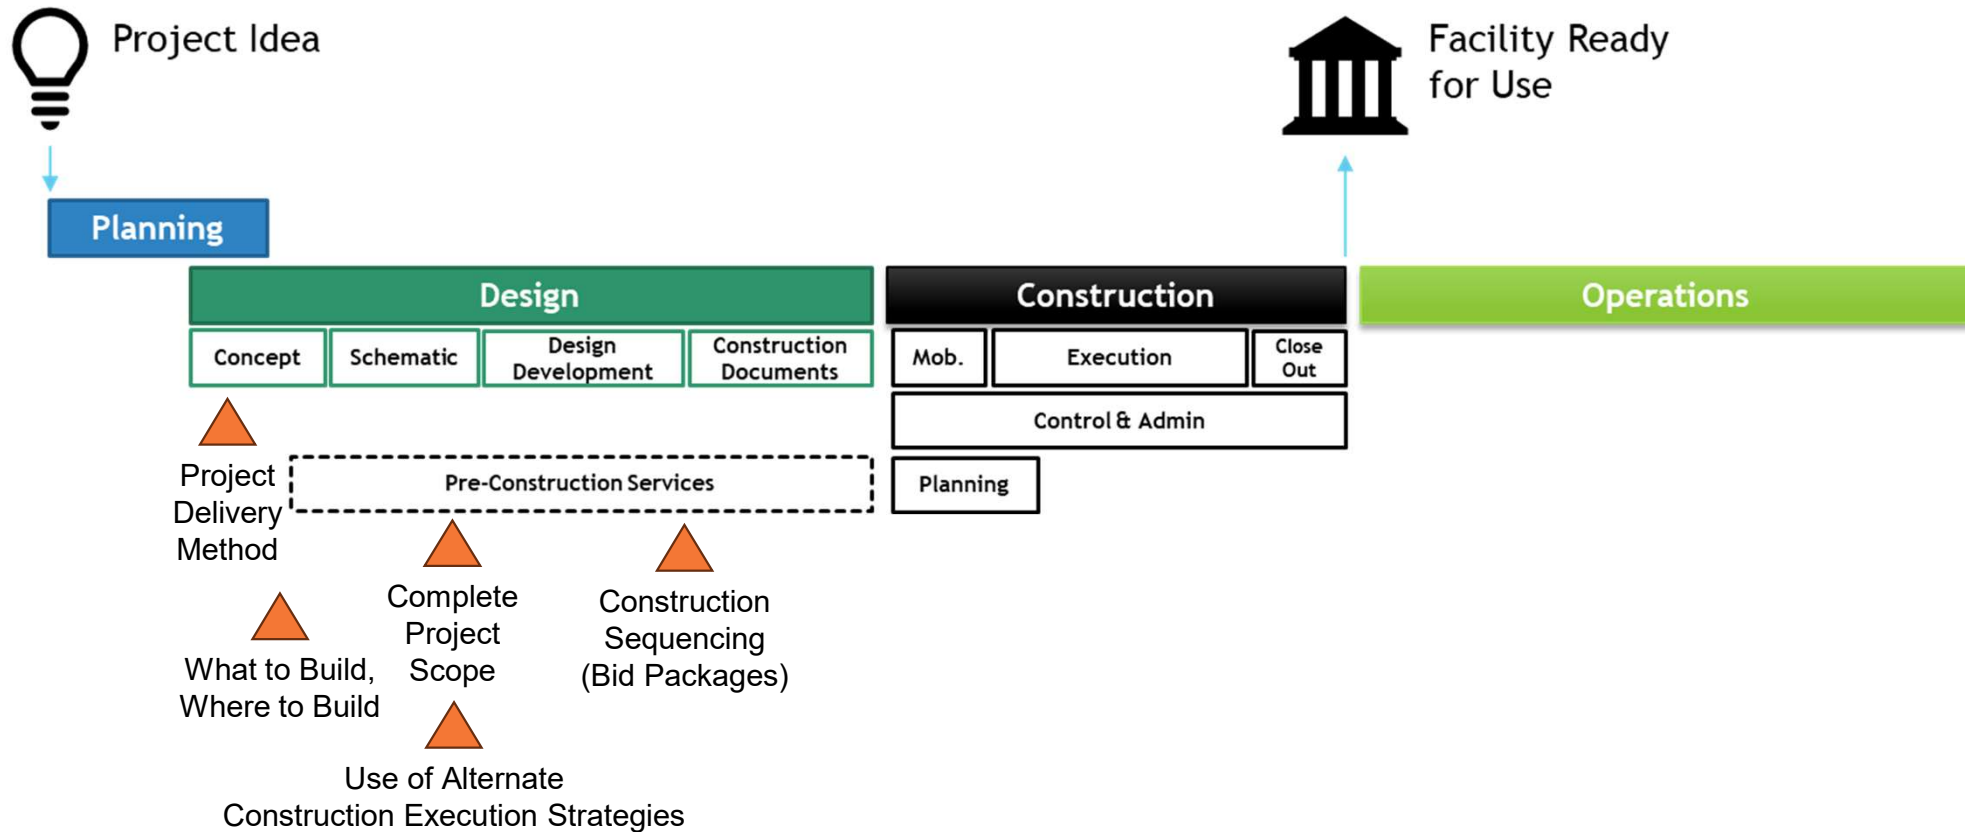 Project Idea
Facility Ready
for Use
Planning
Design
Construction
Operations
Concept
Schematic
Design
Development
Construction
Documents
Mob.
Execution
Close
Out
Control & Admin
Pre-Construction Services
Planning
Project
Delivery
Method
What to Build,
Where to Build
Complete
Project
Scope
Construction
Sequencing
(Bid Packages)
Use of Alternate
Construction Execution Strategies